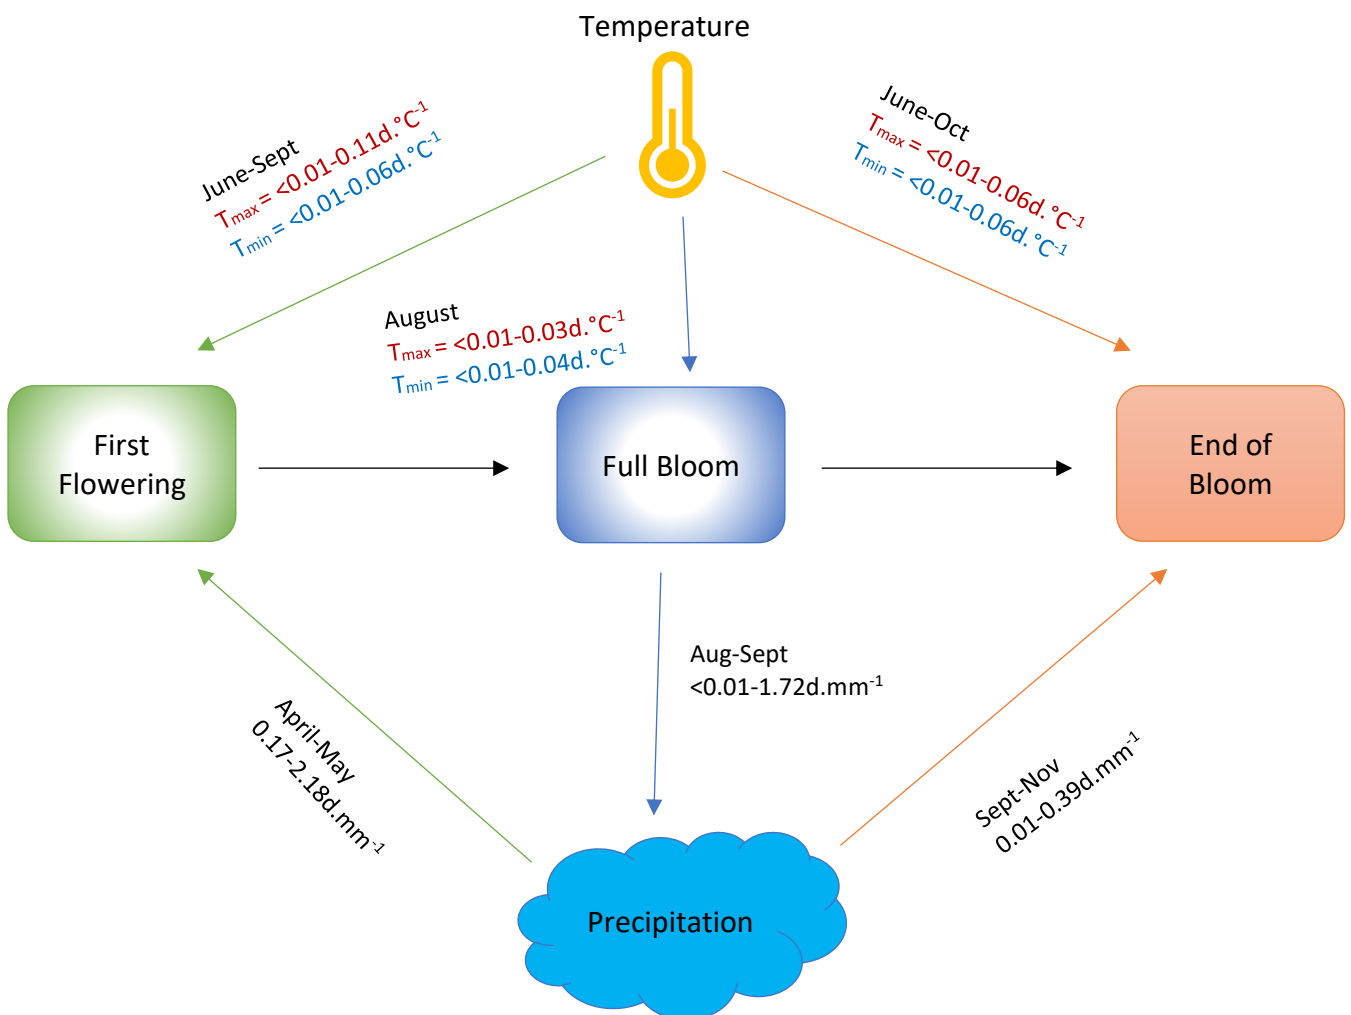 Temperature
June-Sept
Tmax = <0.01-0.11d.°C-1
Tmin = <0.01-0.06d.°C-1
June-Oct
Tmax = <0.01-0.06d.°C-1
Tmin = <0.01-0.06d.°C-1
August
Tmax = <0.01-0.03d.°C-1
Tmin = <0.01-0.04d.°C-1
First
Flowering
Full Bloom
End of
Bloom
April-May
0.17-2.18d.mm-1
Aug-Sept
<0.01-1.72d.mm-1
Sept-Nov
0.01-0.39d.mm-1
Precipitation